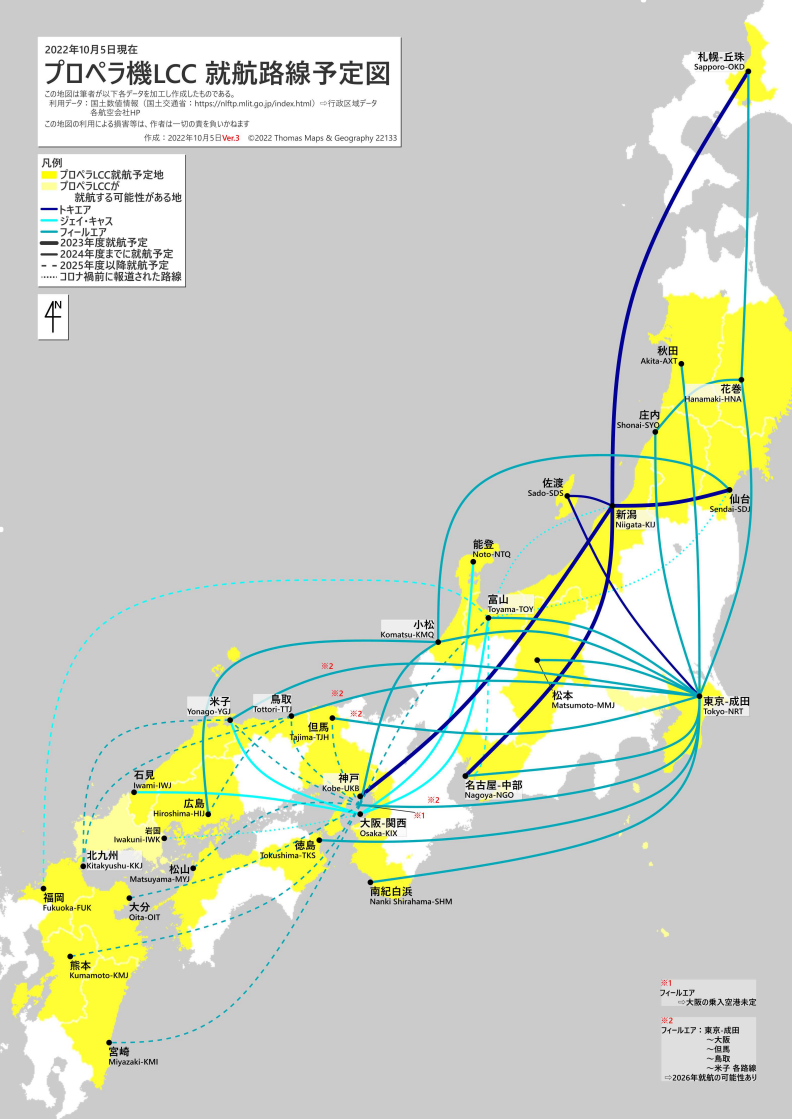 2022年10月5日現在
プロペラ機LCC 就航路線予定図
この地図は筆者が以下各データを加工し作成したものである。
利用データ：国土数値情報（国土交通省：https://nlftp.mlit.go.jp/index.html）⇨行政区域データ
各航空会社HP
この地図の利用による損害等は、作者は一切の責を負いかねます
作成：2022年10月5日Ver.3 ©2022 Thomas Maps & Geography 22133
凡例
プロペラLCC就航予定地
プロペラLCCが
就航する可能性がある地
トキエア
ジェイ・キャス
フィールエア
2023年度就航予定
2024年度までに就航予定
2025年度以降就航予定
コロナ禍前に報道された路線
N
札幌-丘珠
Sapporo-OKD
秋田
Akita-AXT
花巻
Hanamaki-HNA
庄内
Shonai-SYO
佐渡
Sado-SDS
仙台
Sendai-SDJ
新潟
Niigata-KIJ
能登
Noto-NTQ
富山
Toyama-TOY
小松
Komatsu-KMQ
※2
松本
Matsumoto-MMJ
東京-成田
Tokyo-NRT
米子
Yonago-YGJ
鳥取
Tottori-TTJ
※2
※2
但馬
Tajima-TJH
石見
Iwami-IWJ
神戸
Kobe-UKB
名古屋-中部
Nagoya-NGO
広島
Hiroshima-HIJ
※2
※1
大阪-関西
Osaka-KIX
岩国
Iwakuni-IWK
徳島
Tokushima-TKS
北九州
Kitakyushu-KKJ
松山
Matsuyama-MYJ
南紀白浜
Nanki Shirahama-SHM
福岡
Fukuoka-FUK
大分
Oita-OIT
熊本
Kumamoto-KMJ
宮崎
Miyazaki-KMI
※1
フィールエア
⇨大阪の乗入空港未定
※2
フィールエア：東京-成田
～大阪
～但馬
～鳥取
～米子 各路線
⇨2026年就航の可能性あり